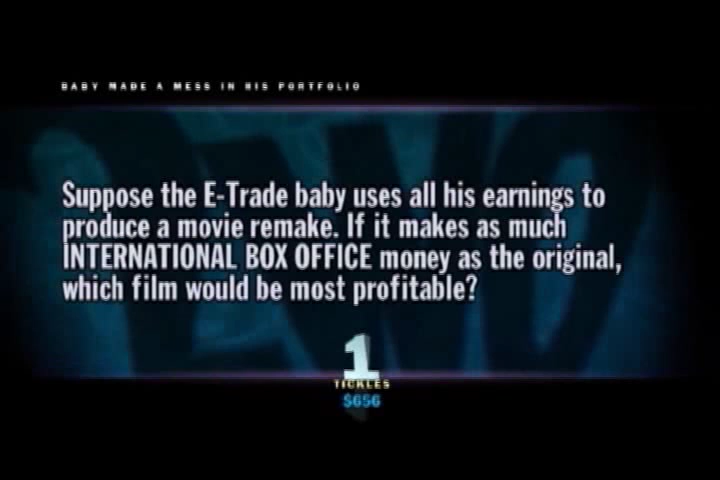 BABY MADE A MESS IN HIS PORTFOLIO
Suppose the E-Trade baby uses all his earnings to
produce a movie remake. If it makes as much
INTERNATIONAL BOX OFFICE money as the original,
which film would be most profitable?
1
TICKLES
$656